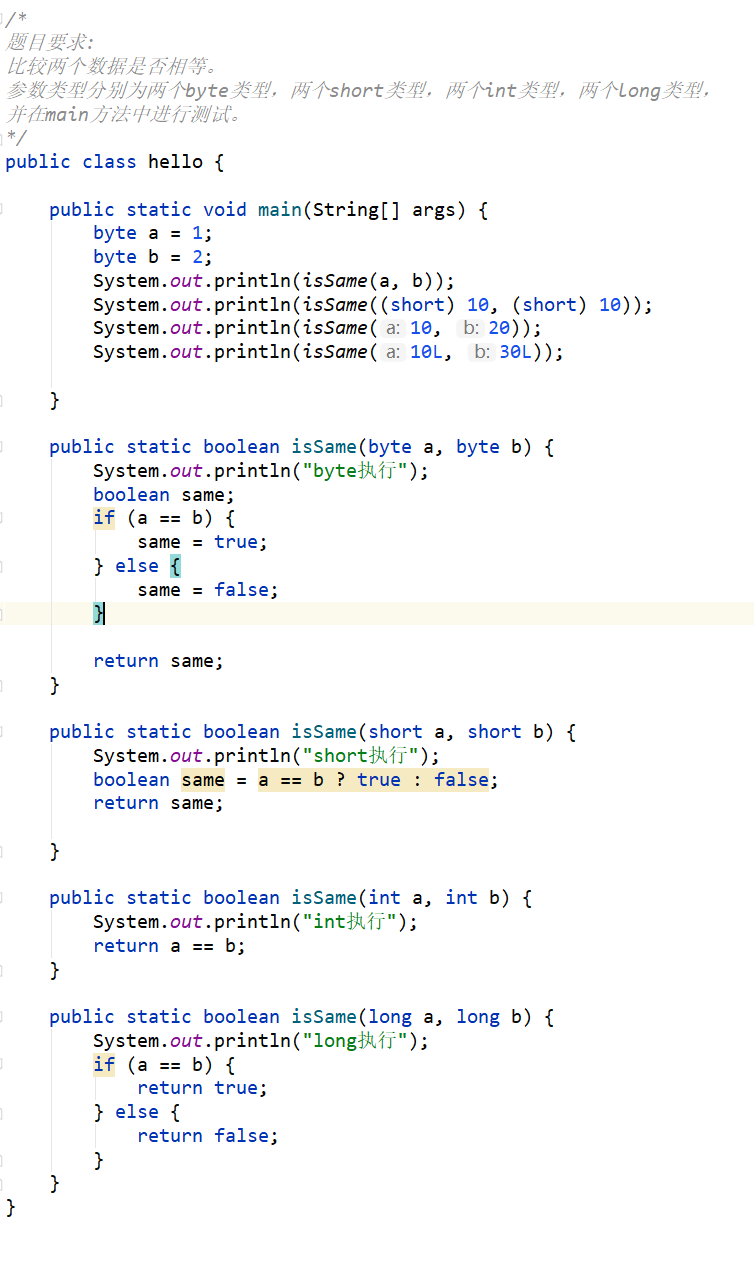 /*
题目要求:
比较两个数据是否相等。
参数类型分别为两个byte类型，两个short类型，两个int类型，两个long类型，
并在main方法中进行测试。
*/
public class hello {
public static void main(String[] args) {
byte a = 1;
byte b = 2;
System.out.println(isSame(a, b));
System.out.println(isSame((short) 10, (short) 10));
System.out.println(isSame( a: 10, b: 20));
System.out.println(isSame( a: 10L, b: 30L));
}
public static boolean isSame(byte a, byte b) {
System.out.println("byte执行");
boolean same;
if (a == b) {
same = true;
} else {
same = false;
}
return same;
}
public static boolean isSame(short a, short b) {
System.out.println("short执行");
boolean same = a == b ? true : false;
return same;
}
public static boolean isSame(int a, int b) {
System.out.println("int执行");
return a == b;
}
public static boolean isSame(long a, long b) {
System.out.println("long执行");
if (a == b) {
return true;
} else {
return false;
}
}
}